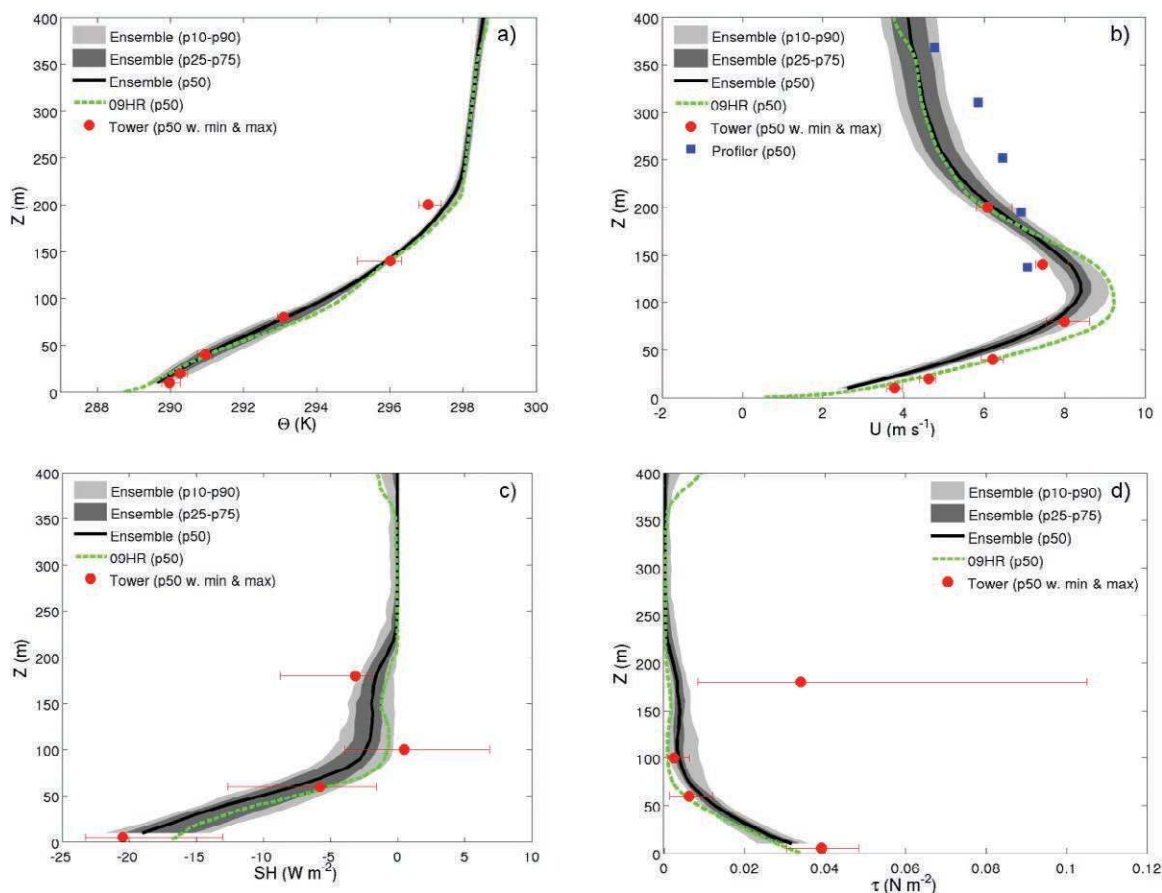 400
350
300
250
200
150
100
50
0
Z (m)
Ensemble (p10-p90)
Ensemble (p25-p75)
Ensemble (p50)
09HR (p50)
Tower (p50 w. min & max)
a)
288 290 292 294 296 298 300
Θ (K)
400
350
300
250
200
150
100
50
0
Z (m)
Ensemble (p10-p90)
Ensemble (p25-p75)
Ensemble (p50)
09HR (p50)
Tower (p50 w. min & max)
Profilor (p50)
b)
-2 0 2 4 6 8 10
U (m s⁻¹)
400
350
300
250
200
150
100
50
0
Z (m)
Ensemble (p10-p90)
Ensemble (p25-p75)
Ensemble (p50)
09HR (p50)
Tower (p50 w. min & max)
c)
-25 -20 -15 -10 -5 0 5 10
SH (W m⁻²)
400
350
300
250
200
150
100
50
0
Z (m)
Ensemble (p10-p90)
Ensemble (p25-p75)
Ensemble (p50)
09HR (p50)
Tower (p50 w. min & max)
d)
0 0.02 0.04 0.06 0.08 0.1 0.12
τ (N m⁻²)